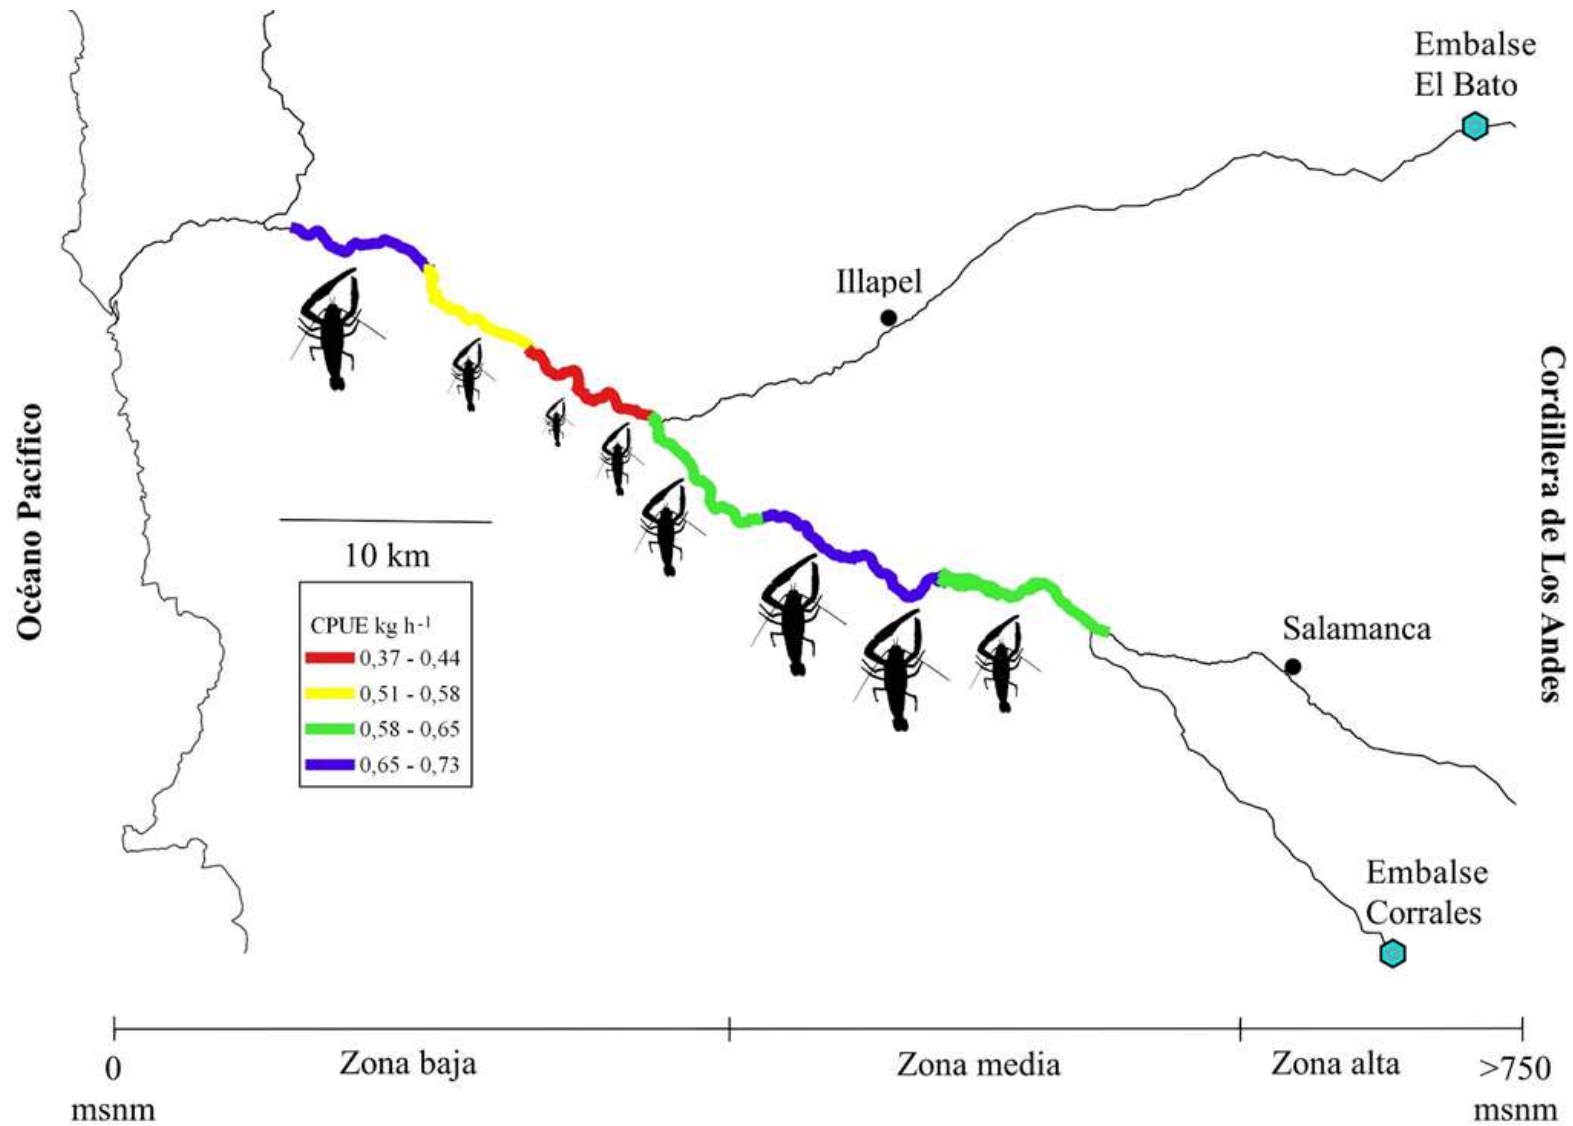 Embalse
El Bato
Illapel
Océano Pacífico
Cordillera de Los Andes
10 km
CPUE kg h-1
0,37 - 0,44
0,51 - 0,58
0,58 - 0,65
0,65 - 0,73
Salamanca
Embalse
Corrales
0
msnm
Zona baja
Zona media
Zona alta
>750
msnm